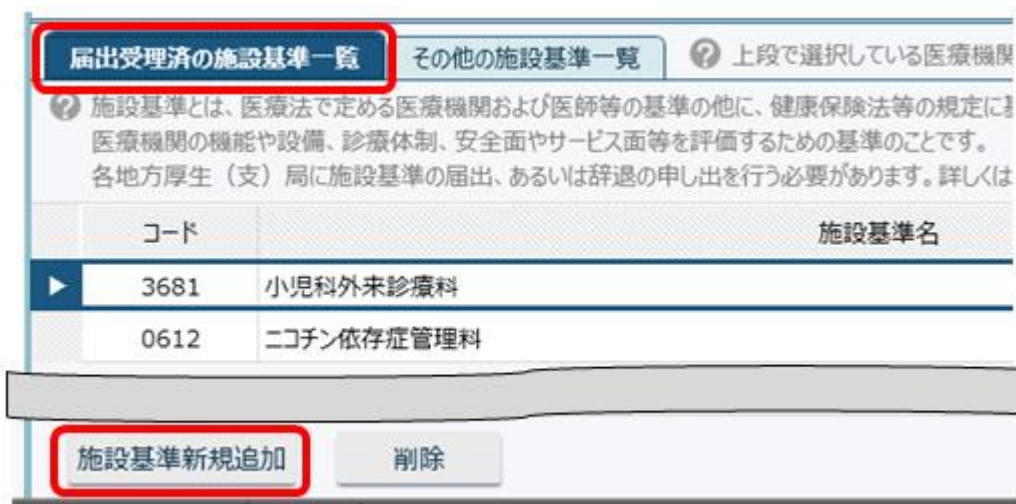 届出受理済の施設基準一覧 その他の施設基準一覧 ? 上段で選択している医療機関
? 施設基準とは、医療法で定める医療機関および医師等の基準の他に、健康保険法等の規定に基
医療機関の機能や設備、診療体制、安全面やサービス面等を評価するための基準のことです。
各地方厚生（支）局に施設基準の届出、あるいは辞退の申し出を行う必要があります。詳しくは
コード 施設基準名
3681 小児科外来診療料
0612 ニコチン依存症管理料
施設基準新規追加 削除